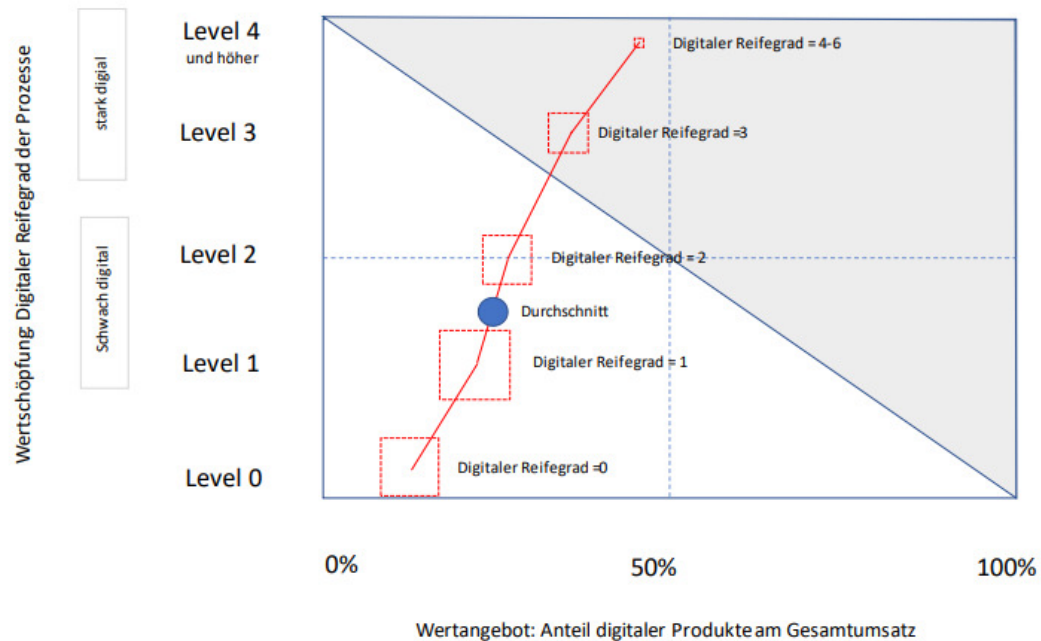 Wertschöpfung: Digitaler Reifegrad der Prozesse
stark digial
Schwach digital
Level 4
und höher
Level 3
Level 2
Level 1
Level 0
Digitaler Reifegrad = 4-6
Digitaler Reifegrad =3
Digitaler Reifegrad = 2
Durchschnitt
Digitaler Reifegrad = 1
Digitaler Reifegrad =0
0%
50%
100%
Wertangebot: Anteil digitaler Produkte am Gesamtumsatz